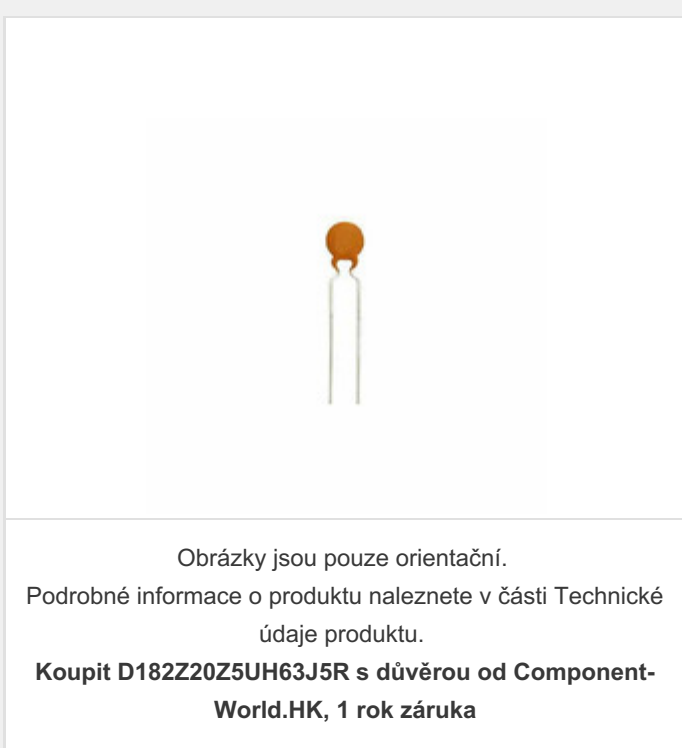 Obrázky jsou pouze orientační.
Podrobné informace o produktu naleznete v části Technické
údaje produktu.
Koupit D182Z20Z5UH63J5R s důvěrou od Component-
World.HK, 1 rok záruka